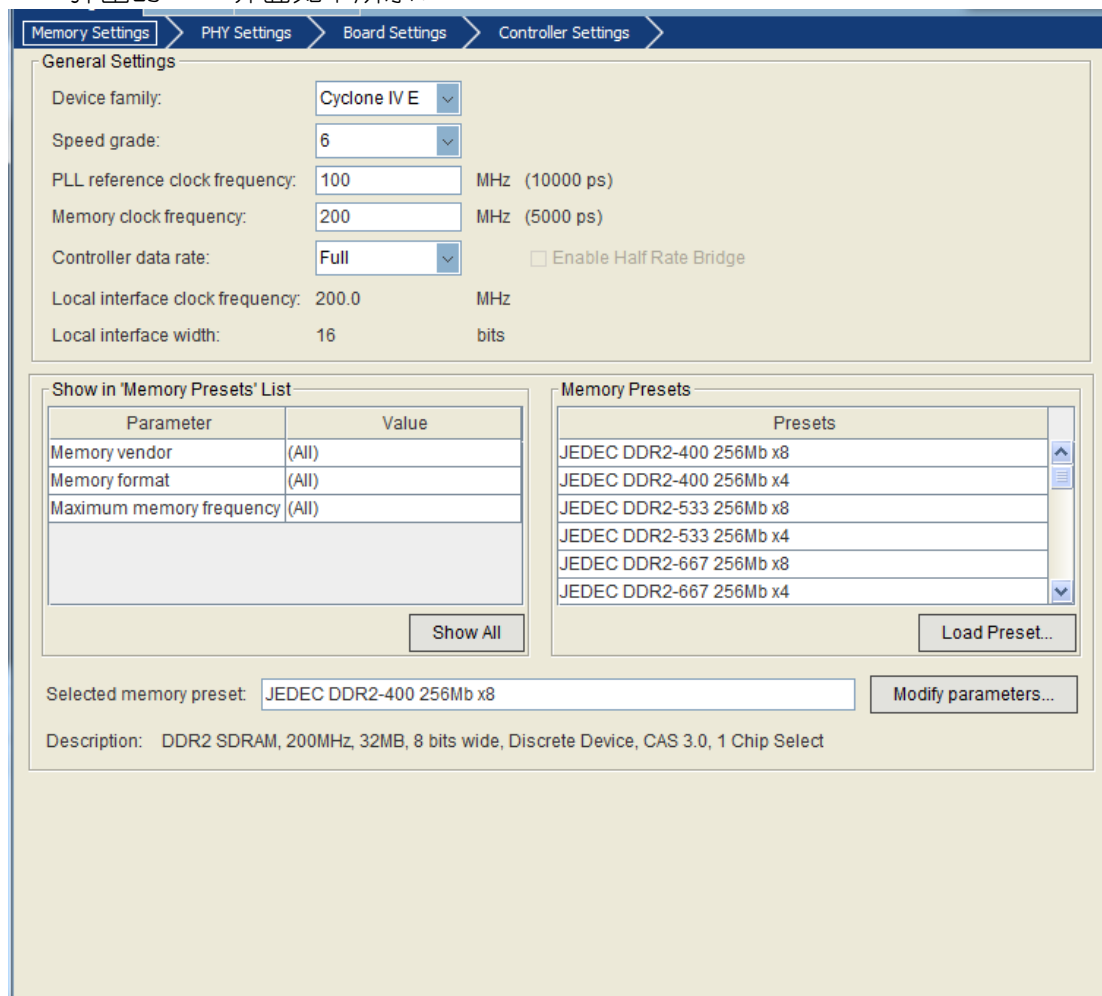 Memory Settings PHY Settings Board Settings Controller Settings
General Settings
Device family: Cyclone IV E
Speed grade: 6
PLL reference clock frequency: 100 MHz (10000 ps)
Memory clock frequency: 200 MHz (5000 ps)
Controller data rate: Full Enable Half Rate Bridge
Local interface clock frequency: 200.0 MHz
Local interface width: 16 bits
Show in 'Memory Presets' List
Parameter Value
Memory vendor (All)
Memory format (All)
Maximum memory frequency (All)
Show All
Memory Presets
Presets
JEDEC DDR2-400 256Mb x8
JEDEC DDR2-400 256Mb x4
JEDEC DDR2-533 256Mb x8
JEDEC DDR2-533 256Mb x4
JEDEC DDR2-667 256Mb x8
JEDEC DDR2-667 256Mb x4
Load Preset...
Selected memory preset: JEDEC DDR2-400 256Mb x8 Modify parameters...
Description: DDR2 SDRAM, 200MHz, 32MB, 8 bits wide, Discrete Device, CAS 3.0, 1 Chip Select